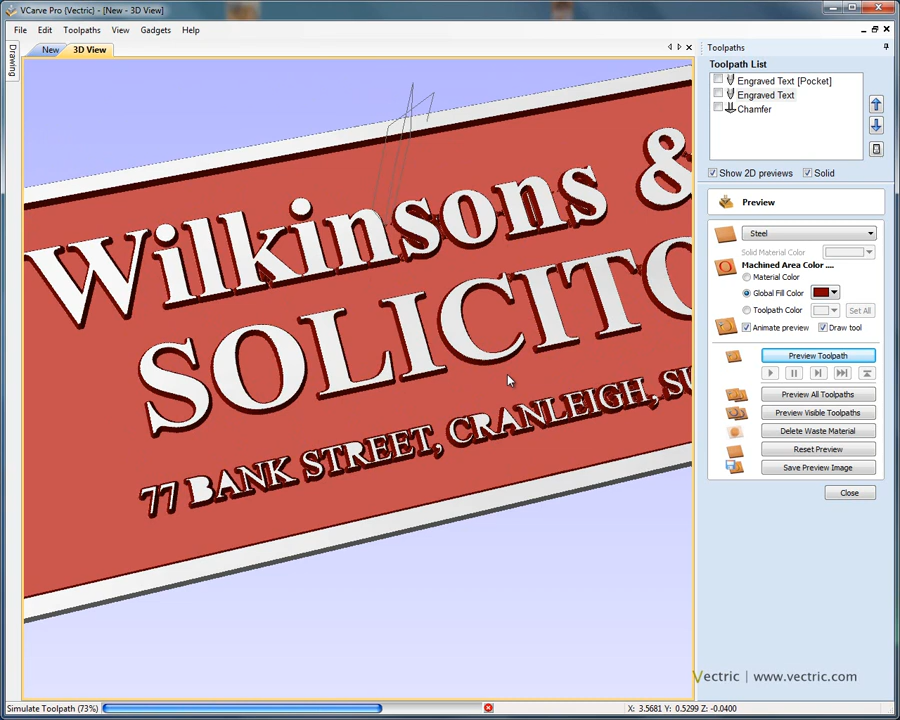 VCarve Pro (Vectric) - [New - 3D View]
File Edit Toolpaths View Gadgets Help
Drawing
New 3D View
Toolpaths
Toolpath List
Engraved Text [Pocket]
Engraved Text
Chamfer
Show 2D previews Solid
Preview
Steel
Solid Material Color
Machined Area Color ....
Material Color
Global Fill Color
Toolpath Color Set All
Animate preview Draw tool
Preview Toolpath
Preview All Toolpaths
Preview Visible Toolpaths
Delete Waste Material
Reset Preview
Save Preview Image
Close
Wilkinsons &
SOLICITO
77 BANK STREET, CRANLEIGH, SU
Vectric | www.vectric.com
Simulate Toolpath (73%) X: 3.5681 Y: 0.5299 Z: -0.0400